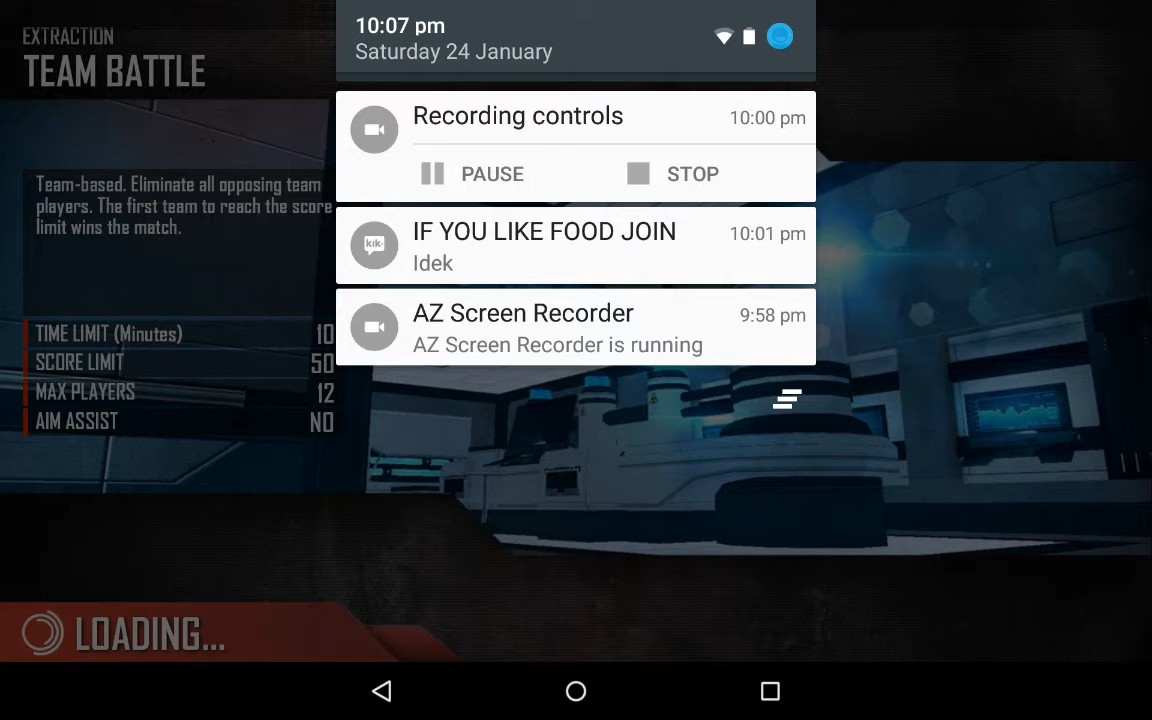 EXTRACTION
TEAM BATTLE
Team-based. Eliminate all opposing team
players. The first team to reach the score
limit wins the match.
TIME LIMIT (Minutes) 10
SCORE LIMIT 50
MAX PLAYERS 12
AIM ASSIST NO
LOADING...
10:07 pm
Saturday 24 January
Recording controls 10:00 pm
PAUSE STOP
kik.
IF YOU LIKE FOOD JOIN 10:01 pm
Idek
AZ Screen Recorder 9:58 pm
AZ Screen Recorder is running